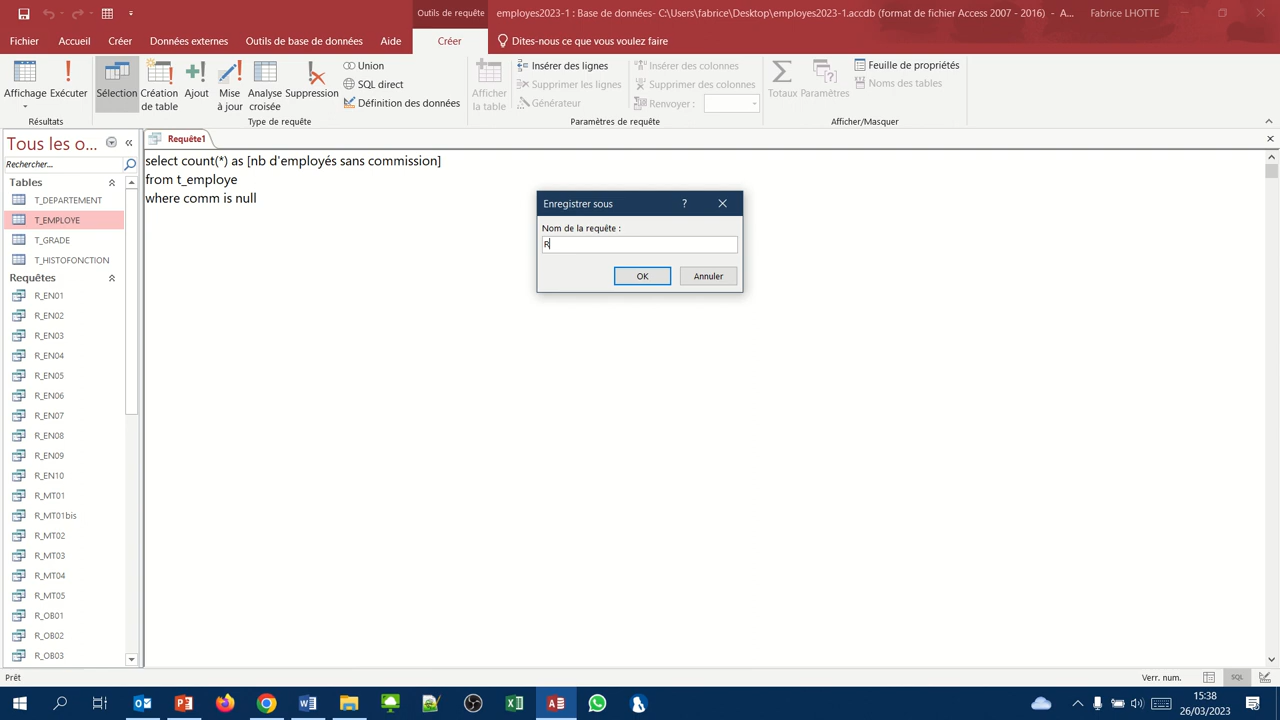 Outils de requête
employes2023-1 : Base de données- C:\Users\fabrice\Desktop\employes2023-1.accdb (format de fichier Access 2007 - 2016) - A...
Fabrice LHOTTE
Fichier
Accueil
Créer
Données externes
Outils de base de données
Aide
Créer
Dites-nous ce que vous voulez faire
Affichage
Exécuter
Résultats
Sélection
Création de table
Ajout
Mise à jour
Analyse croisée
Suppression
Union
SQL direct
Définition des données
Type de requête
Afficher la table
Insérer des lignes
Supprimer les lignes
Générateur
Insérer des colonnes
Supprimer des colonnes
Renvoyer :
Paramètres de requête
Totaux
Paramètres
Feuille de propriétés
Noms des tables
Afficher/Masquer
Tous les o...
Rechercher...
Tables
T_DEPARTEMENT
T_EMPLOYE
T_GRADE
T_HISTOFONCTION
Requêtes
R_EN01
R_EN02
R_EN03
R_EN04
R_EN05
R_EN06
R_EN07
R_EN08
R_EN09
R_EN10
R_MT01
R_MT01bis
R_MT02
R_MT03
R_MT04
R_MT05
R_OB01
R_OB02
R_OB03
Requête1
select count(*) as [nb d'employés sans commission]
from t_employe
where comm is null
Enregistrer sous
?
Nom de la requête :
R
OK
Annuler
Prêt
Verr. num.
SQL
15:38
26/03/2023